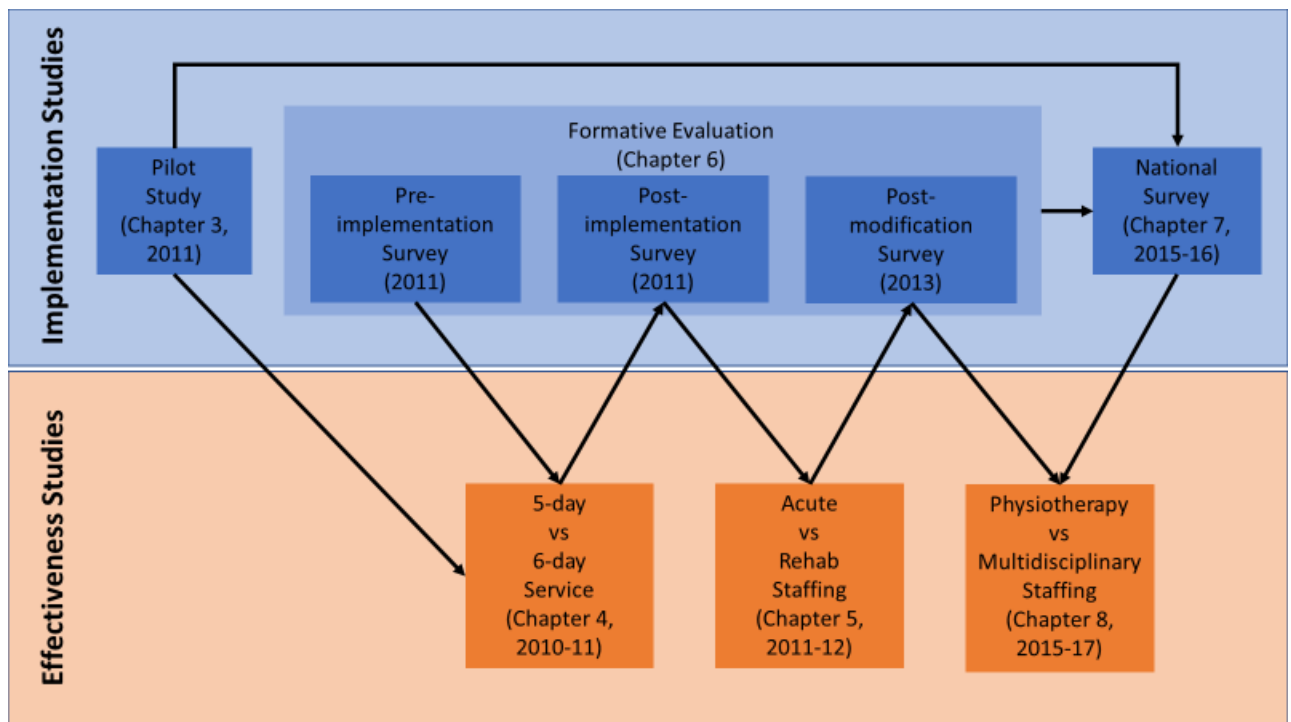 Implementation Studies
Formative Evaluation
(Chapter 6)
Pilot
Study
(Chapter 3,
2011)
Pre-
implementation
Survey
(2011)
Post-
implementation
Survey
(2011)
Post-
modification
Survey
(2013)
National
Survey
(Chapter 7,
2015-16)
Effectiveness Studies
5-day
vs
6-day
Service
(Chapter 4,
2010-11)
Acute
vs
Rehab
Staffing
(Chapter 5,
2011-12)
Physiotherapy
vs
Multidisciplinary
Staffing
(Chapter 8,
2015-17)